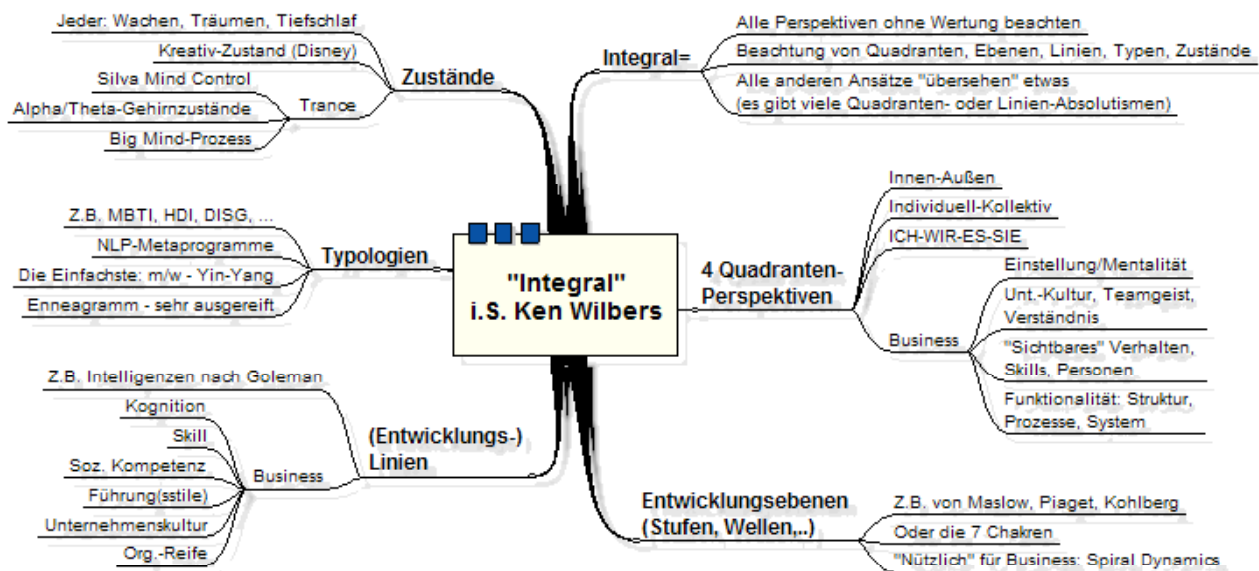 "Integral"
i.S. Ken Wilbers
Integral=
Alle Perspektiven ohne Wertung beachten
Beachtung von Quadranten, Ebenen, Linien, Typen, Zustände
Alle anderen Ansätze "übersehen" etwas
(es gibt viele Quadranten- oder Linien-Absolutismen)
4 Quadranten-
Perspektiven
Innen-Außen
Individuell-Kollektiv
ICH-WIR-ES-SIE
Business
Einstellung/Mentalität
Unt.-Kultur, Teamgeist,
Verständnis
"Sichtbares" Verhalten,
Skills, Personen
Funktionalität: Struktur,
Prozesse, System
Entwicklungsebenen
(Stufen, Wellen,..)
Z.B. von Maslow, Piaget, Kohlberg
Oder die 7 Chakren
"Nützlich" für Business: Spiral Dynamics
(Entwicklungs-)
Linien
Z.B. Intelligenzen nach Goleman
Business
Kognition
Skill
Soz. Kompetenz
Führung(sstile)
Unternehmenskultur
Org.-Reife
Typologien
Z.B. MBTI, HDI, DISG, ...
NLP-Metaprogramme
Die Einfachste: m/w - Yin-Yang
Enneagramm - sehr ausgereift
Zustände
Jeder: Wachen, Träumen, Tiefschlaf
Kreativ-Zustand (Disney)
Trance
Silva Mind Control
Alpha/Theta-Gehirnzustände
Big Mind-Prozess